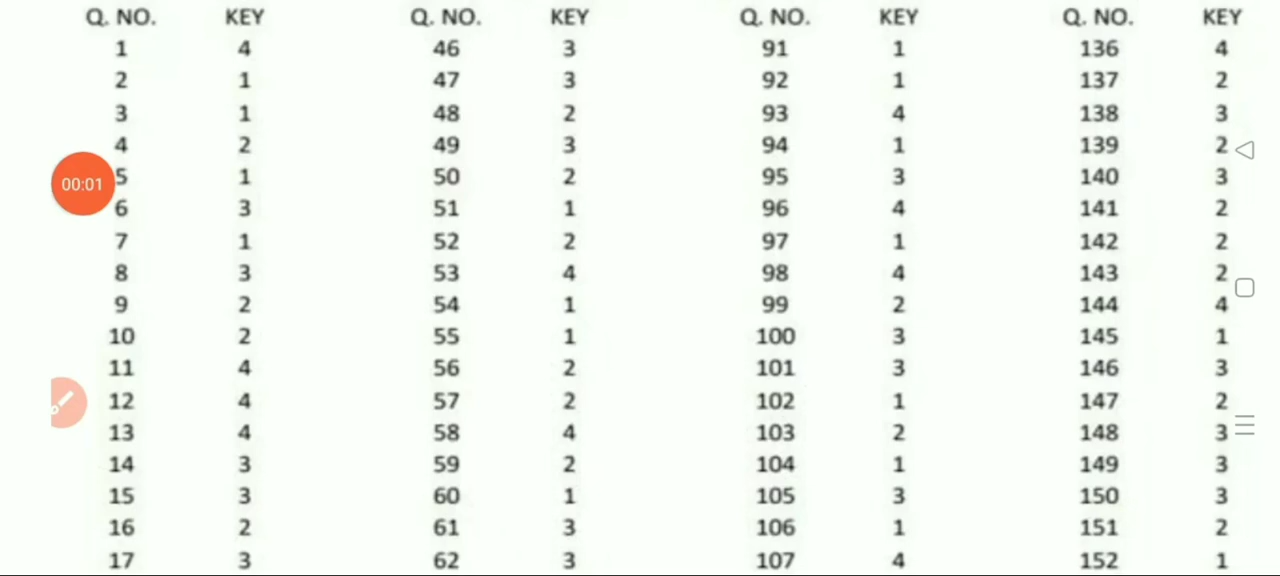 Q. NO. KEY Q. NO. KEY Q. NO. KEY Q. NO. KEY
1 4 46 3 91 1 136 4
2 1 47 3 92 1 137 2
3 1 48 2 93 4 138 3
4 2 49 3 94 1 139 2
00:01 5 1 50 2 95 3 140 3
6 3 51 1 96 4 141 2
7 1 52 2 97 1 142 2
8 3 53 4 98 4 143 2
9 2 54 1 99 2 144 4
10 2 55 1 100 3 145 1
11 4 56 2 101 3 146 3
12 4 57 2 102 1 147 2
13 4 58 4 103 2 148 3
14 3 59 2 104 1 149 3
15 3 60 1 105 3 150 3
16 2 61 3 106 1 151 2
17 3 62 3 107 4 152 1